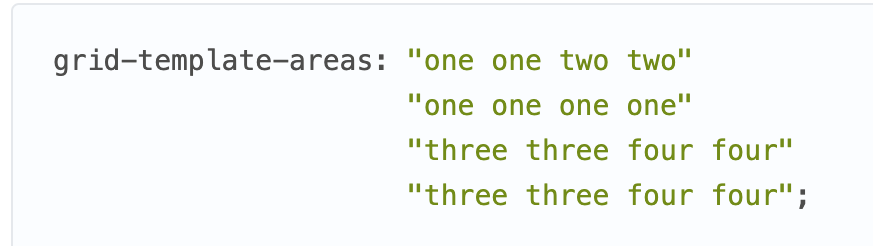 grid-template-areas: "one one two two"
"one one one one"
"three three four four"
"three three four four";